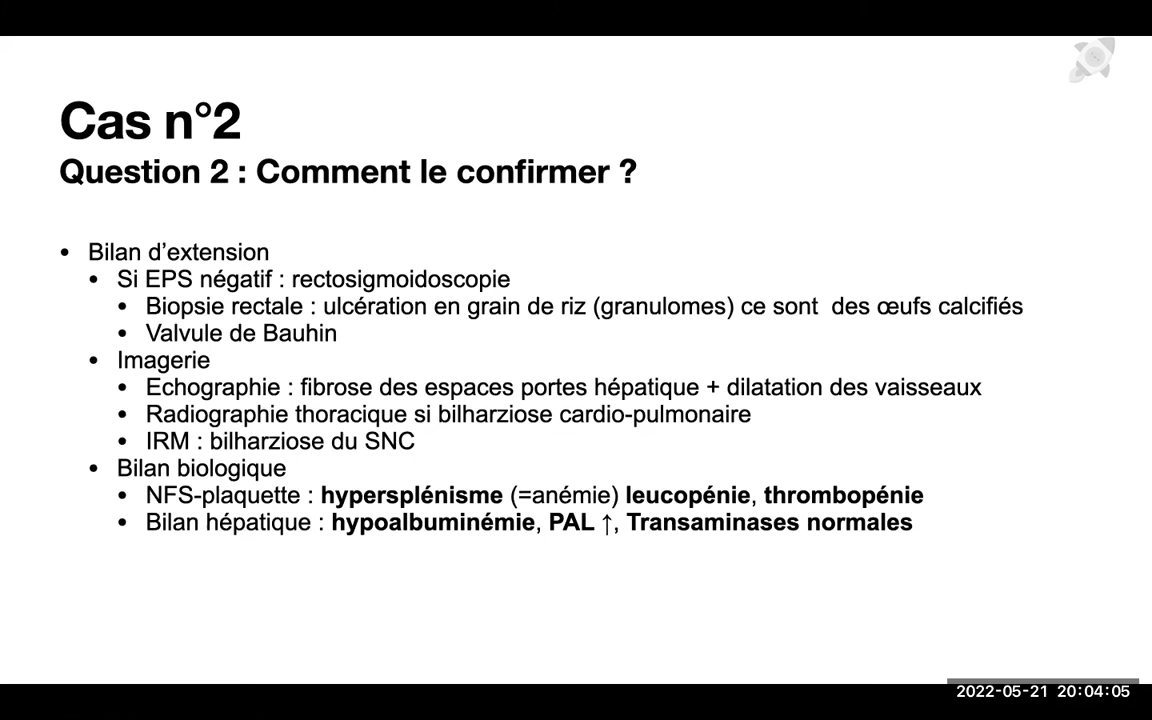 Cas n°2
Question 2 : Comment le confirmer ?
• Bilan d’extension
• Si EPS négatif : rectosigmoidoscopie
• Biopsie rectale : ulcération en grain de riz (granulomes) ce sont  des œufs calcifiés
• Valvule de Bauhin
• Imagerie
• Echographie : fibrose des espaces portes hépatique + dilatation des vaisseaux
• Radiographie thoracique si bilharziose cardio-pulmonaire
• IRM : bilharziose du SNC
• Bilan biologique
• NFS-plaquette : hypersplénisme (=anémie) leucopénie, thrombopénie
• Bilan hépatique : hypoalbuminémie, PAL ↑, Transaminases normales
2022-05-21 20:04:05